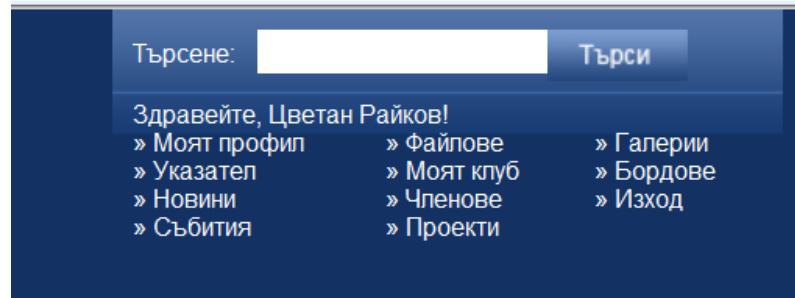 Търсене: Търси
Здравейте, Цветан Райков!
» Моят профил » Файлове » Галерии
» Указател » Моят клуб » Бордове
» Новини » Членове » Изход
» Събития » Проекти